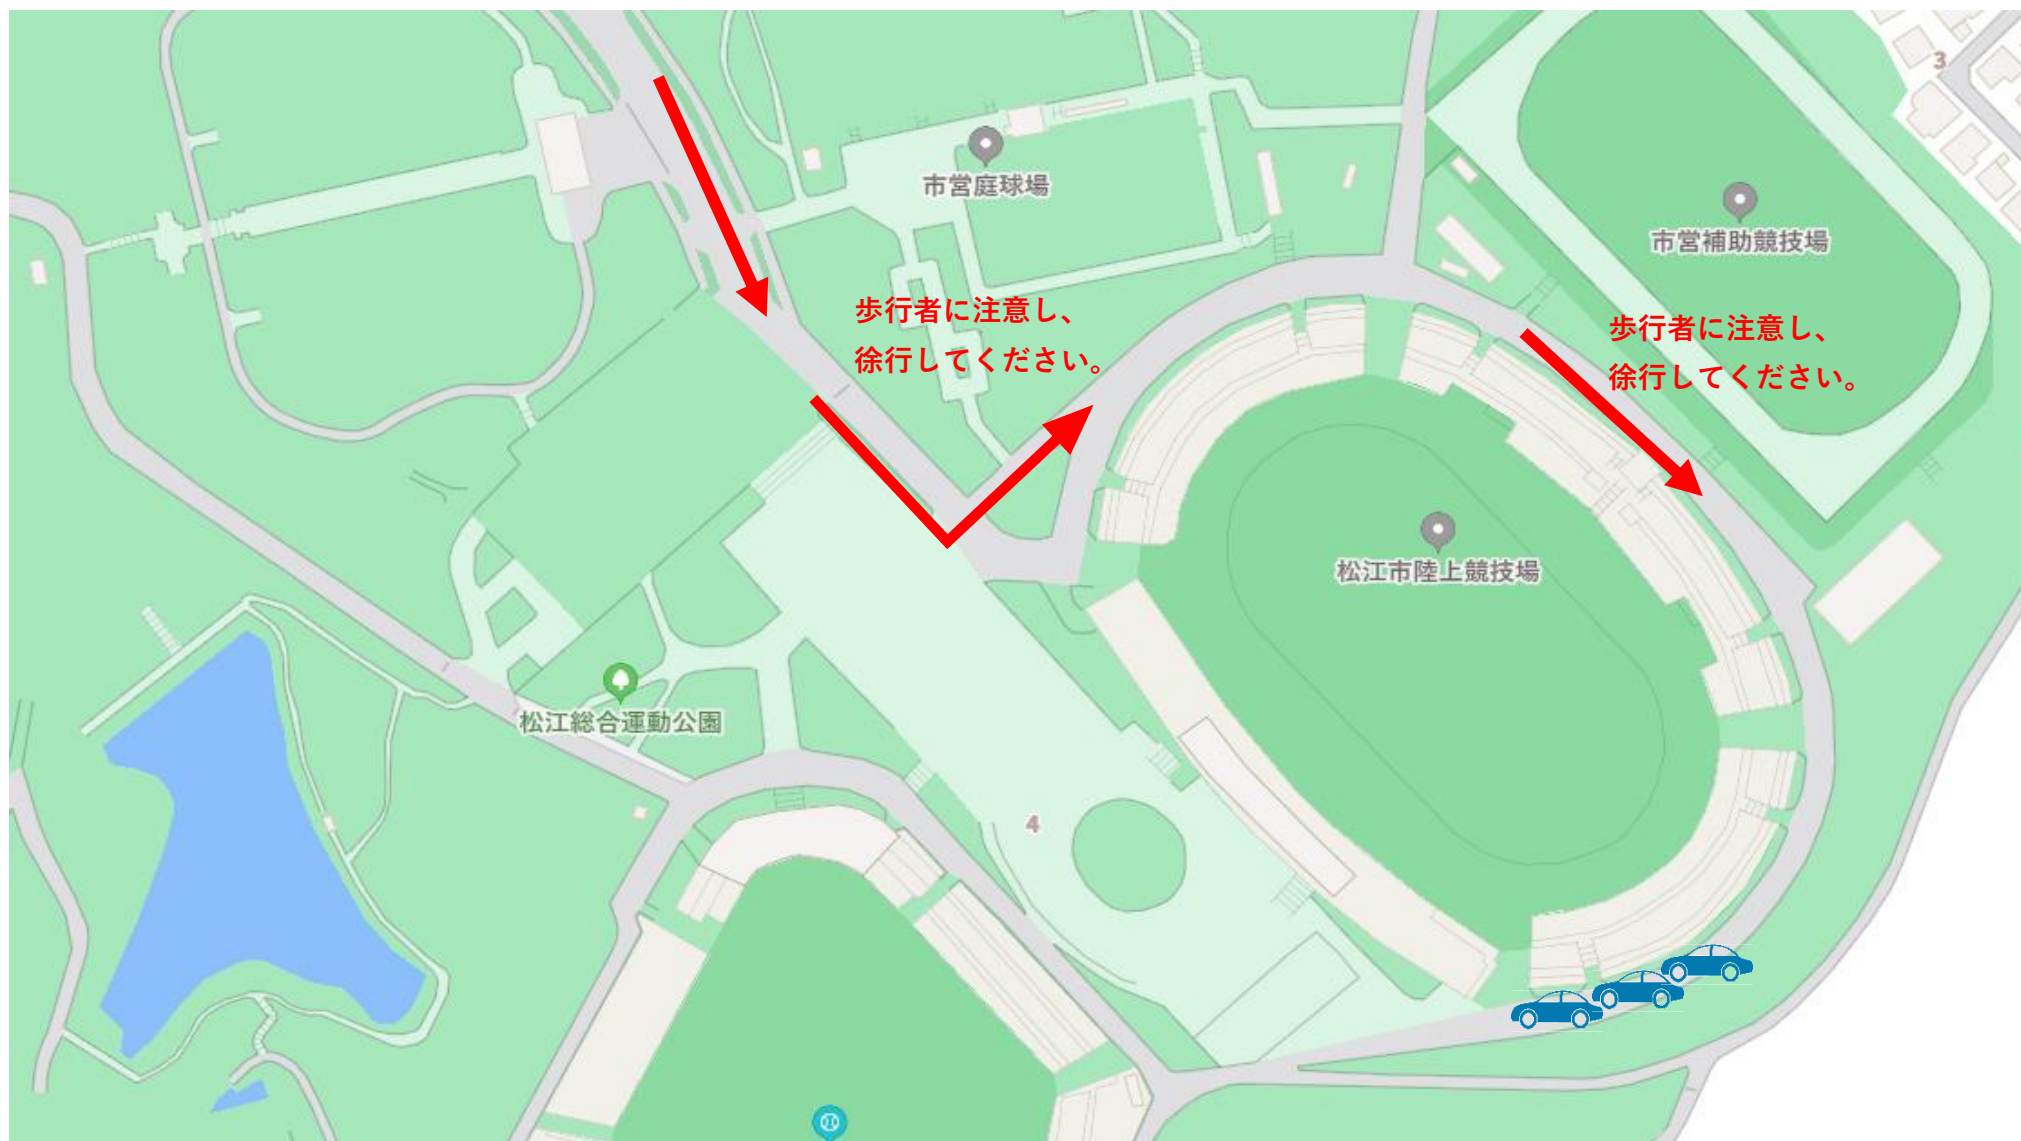 3
市営庭球場
市営補助競技場
歩行者に注意し、
徐行してください。
歩行者に注意し、
徐行してください。
松江市陸上競技場
松江総合運動公園
4